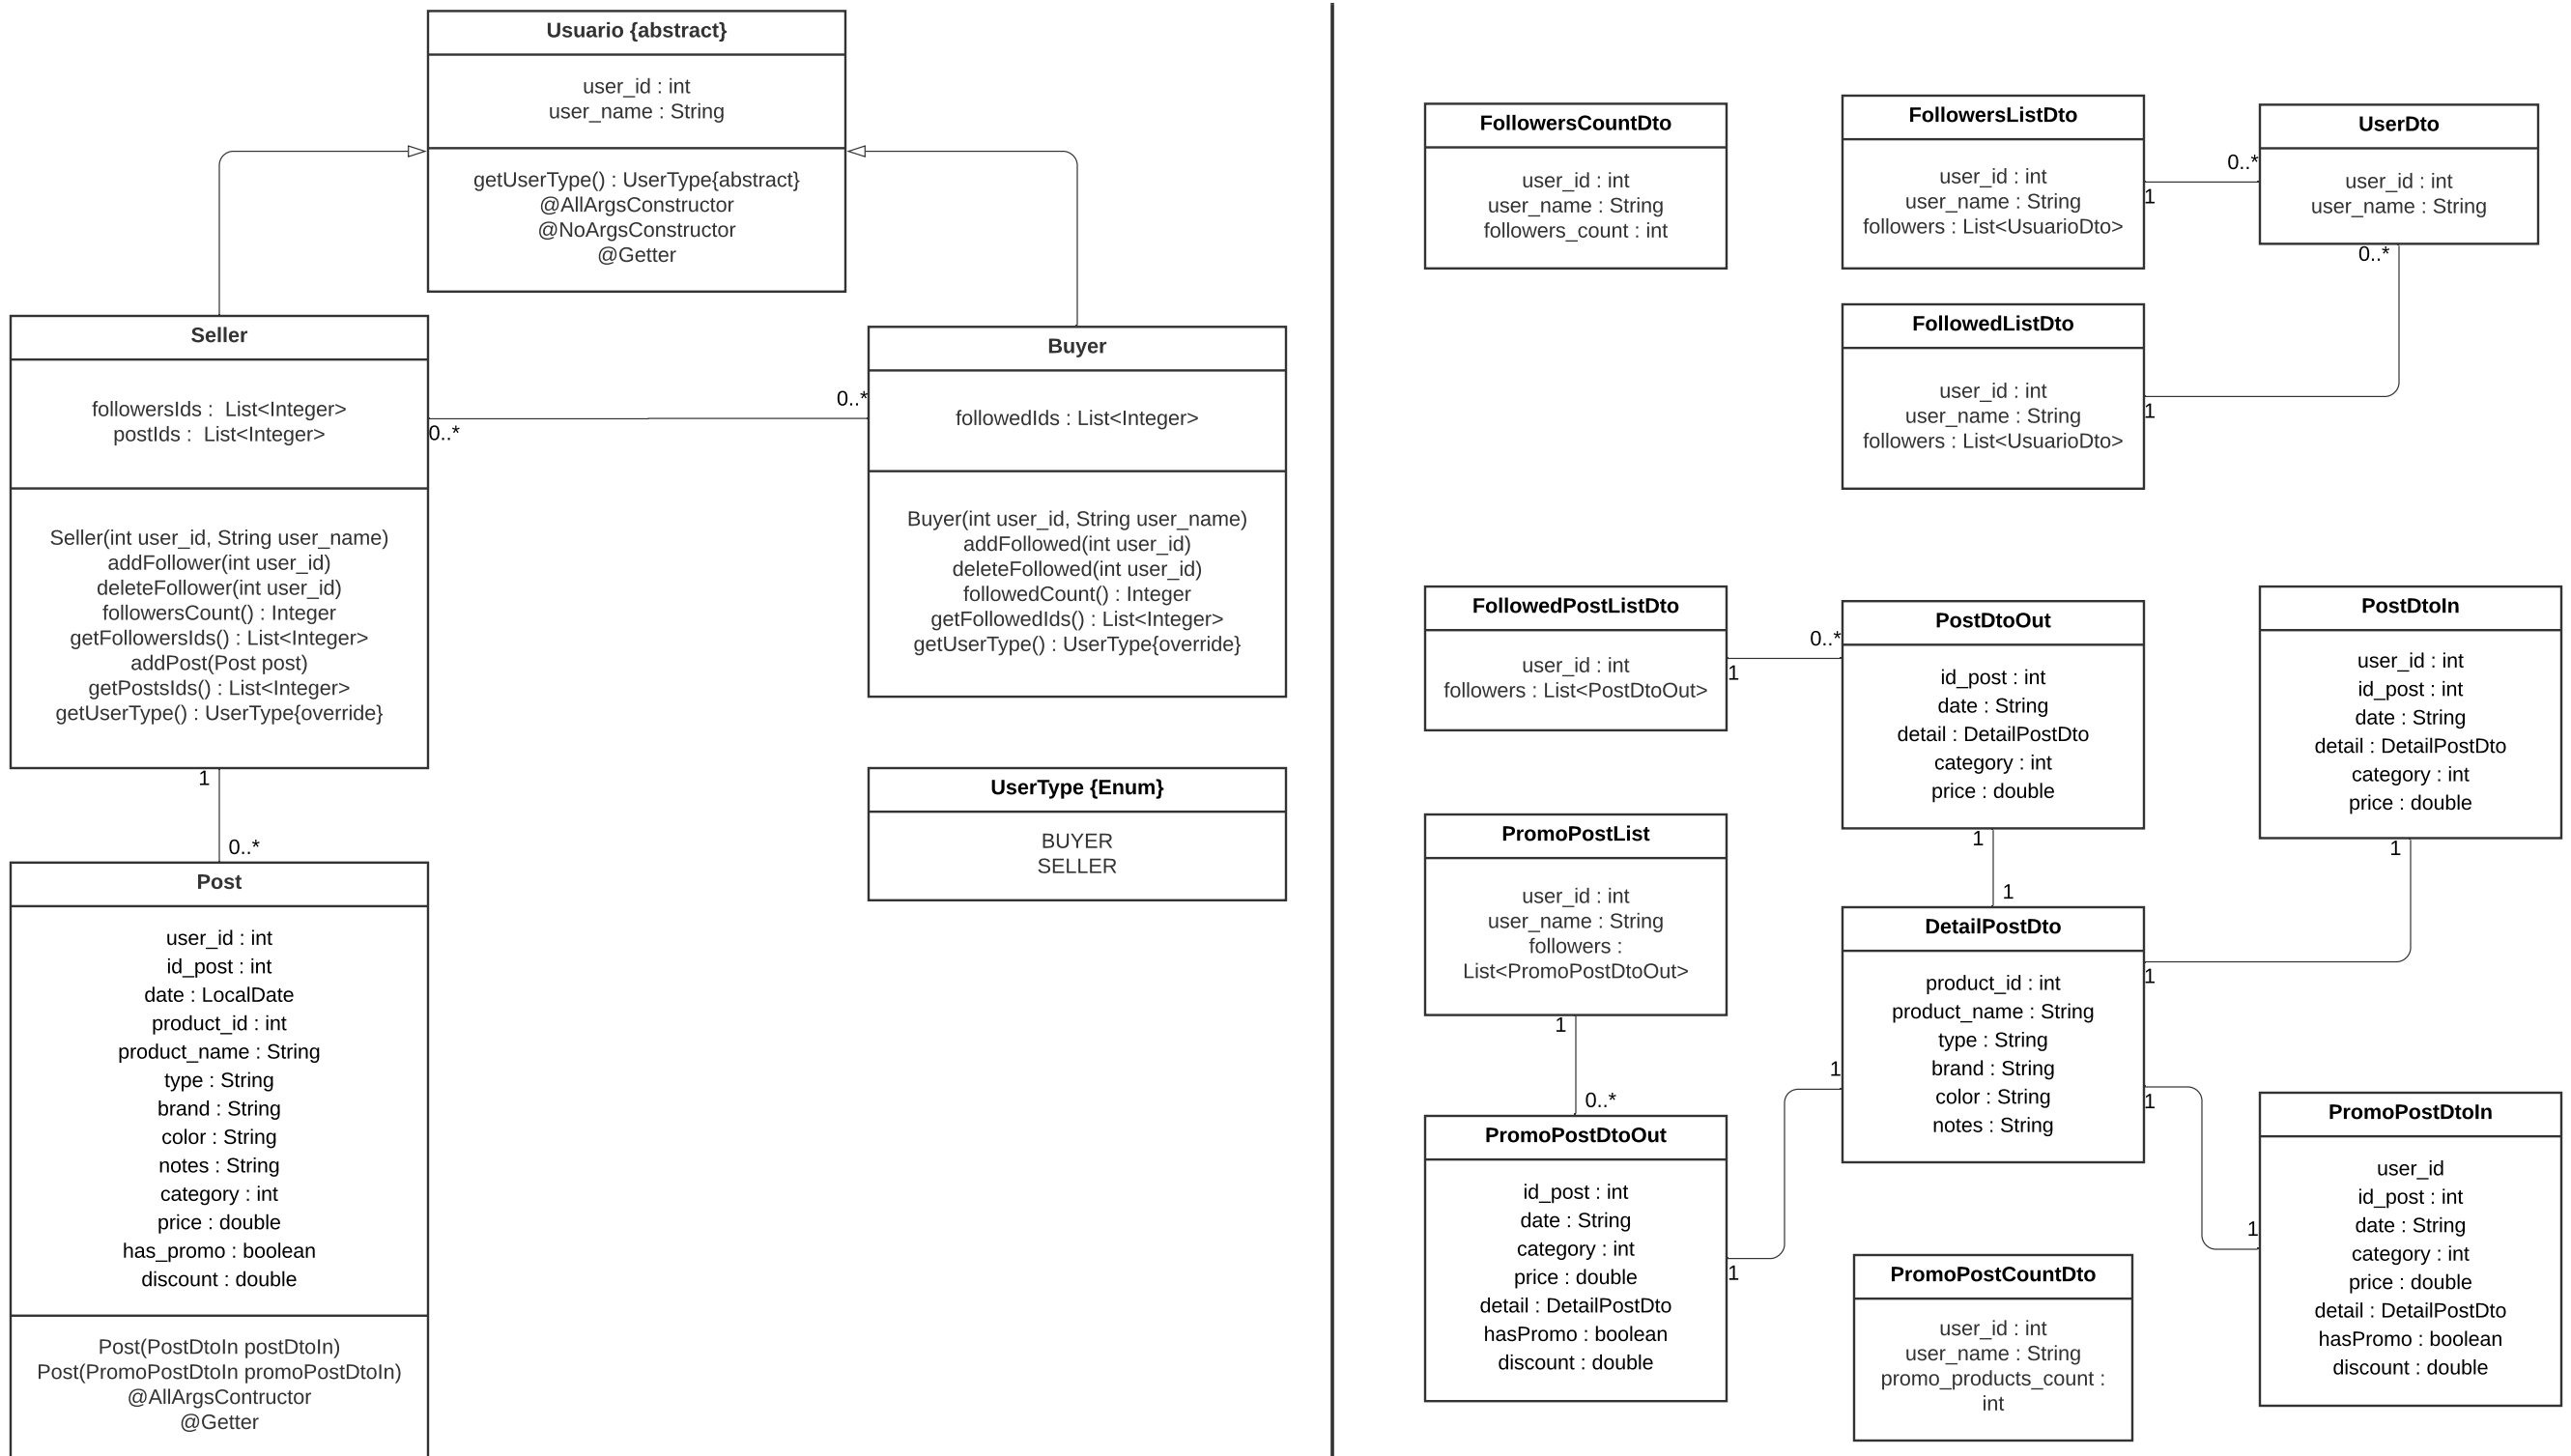 Usuario {abstract}
user_id : int
user_name : String
getUserType() : UserType{abstract}
@AllArgsConstructor
@NoArgsConstructor
@Getter
Seller
followersIds :  List<Integer>
postIds :  List<Integer>
Seller(int user_id, String user_name)
addFollower(int user_id)
deleteFollower(int user_id)
followersCount() : Integer
getFollowersIds() : List<Integer>
addPost(Post post)
getPostsIds() : List<Integer>
getUserType() : UserType{override}
0..*
0..*
Buyer
followedIds : List<Integer>
Buyer(int user_id, String user_name)
addFollowed(int user_id)
deleteFollowed(int user_id)
followedCount() : Integer
getFollowedIds() : List<Integer>
getUserType() : UserType{override}
UserType {Enum}
BUYER
SELLER
1
0..*
Post
user_id : int
id_post : int
date : LocalDate
product_id : int
product_name : String
type : String
brand : String
color : String
notes : String
category : int
price : double
has_promo : boolean
discount : double
Post(PostDtoIn postDtoIn)
Post(PromoPostDtoIn promoPostDtoIn)
@AllArgsContructor
@Getter
FollowersCountDto
user_id : int
user_name : String
followers_count : int
FollowersListDto
user_id : int
user_name : String
followers : List<UsuarioDto>
0..*
1
UserDto
user_id : int
user_name : String
0..*
FollowedListDto
user_id : int
user_name : String
followers : List<UsuarioDto>
1
FollowedPostListDto
user_id : int
followers : List<PostDtoOut>
0..*
1
PostDtoOut
id_post : int
date : String
detail : DetailPostDto
category : int
price : double
1
1
PostDtoIn
user_id : int
id_post : int
date : String
detail : DetailPostDto
category : int
price : double
1
PromoPostList
user_id : int
user_name : String
followers :
List<PromoPostDtoOut>
1
0..*
DetailPostDto
product_id : int
product_name : String
type : String
brand : String
color : String
notes : String
1
1
1
PromoPostDtoOut
id_post : int
date : String
category : int
price : double
detail : DetailPostDto
hasPromo : boolean
discount : double
1
PromoPostCountDto
user_id : int
user_name : String
promo_products_count :
int
1
PromoPostDtoIn
user_id
id_post : int
date : String
category : int
price : double
detail : DetailPostDto
hasPromo : boolean
discount : double